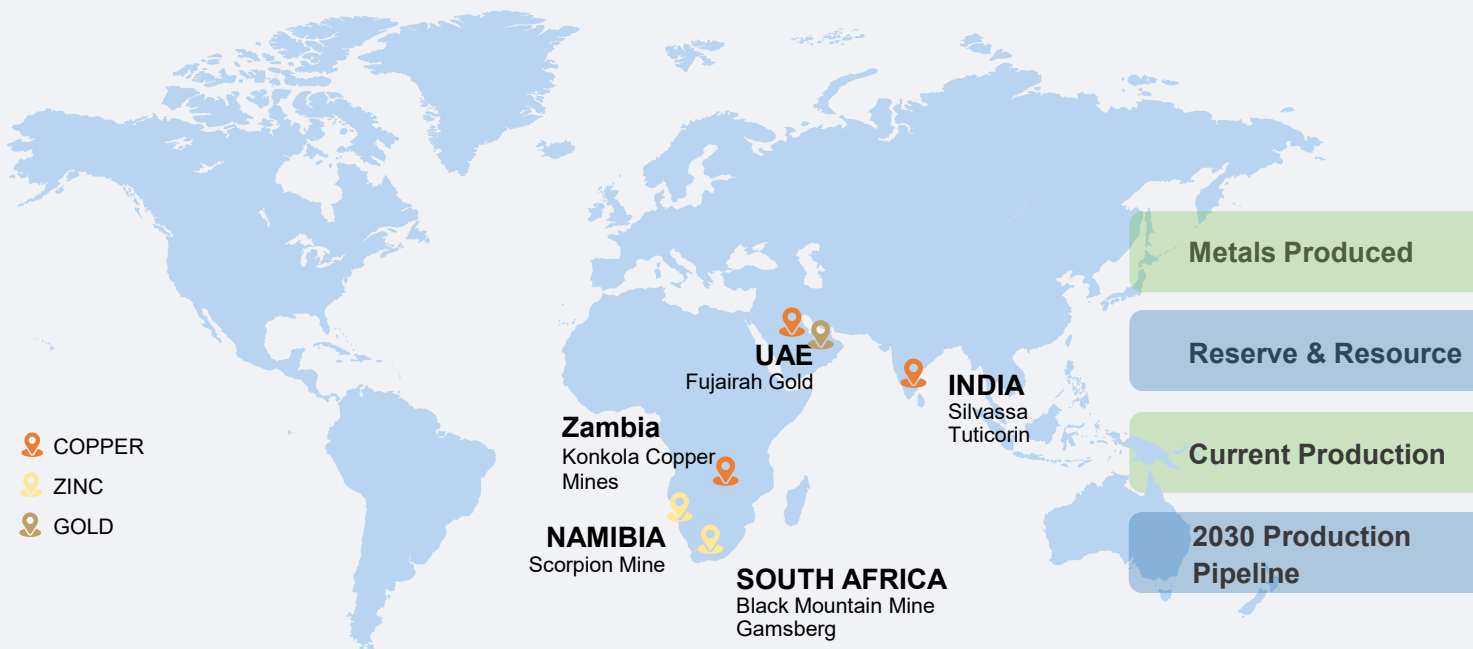 UAE
Fujairah Gold
INDIA
Silvassa
Tuticorin
Zambia
Konkola Copper
Mines
NAMIBIA
Scorpion Mine
SOUTH AFRICA
Black Mountain Mine
Gamsberg
COPPER
ZINC
GOLD
Metals Produced
Reserve & Resource
Current Production
2030 Production
Pipeline